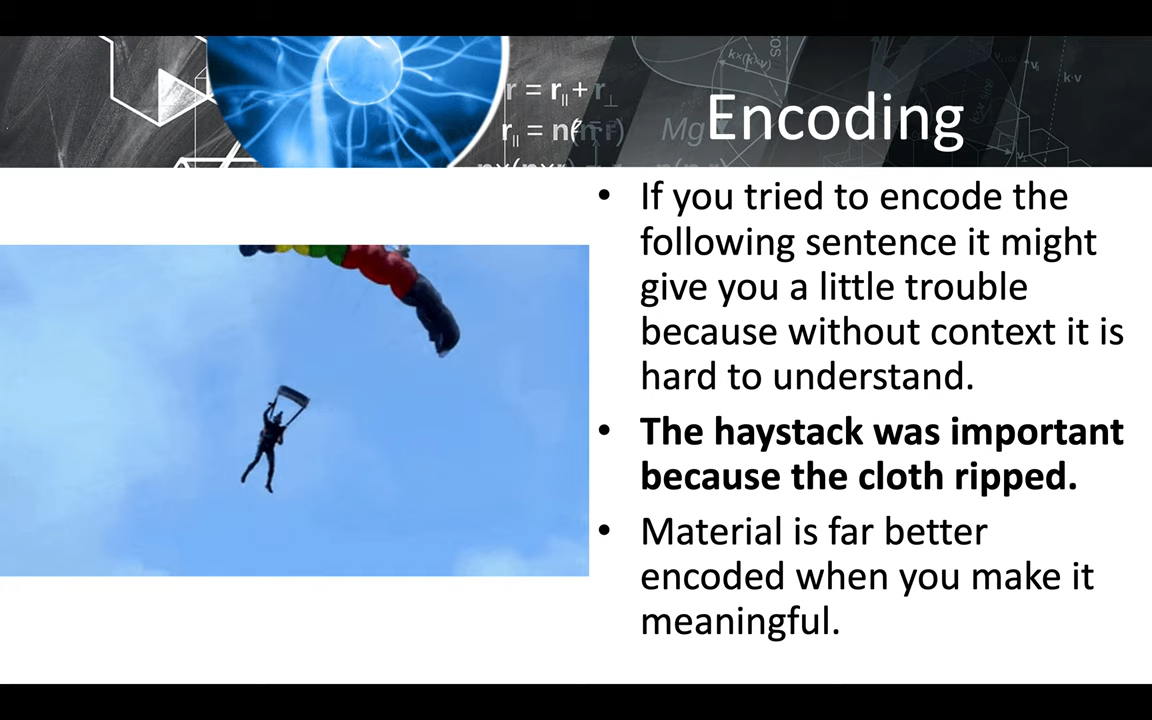 Encoding
r = r∥ + r⊥
r∥ = n(n·r)
• If you tried to encode the
following sentence it might
give you a little trouble
because without context it is
hard to understand.
• The haystack was important
because the cloth ripped.
• Material is far better
encoded when you make it
meaningful.